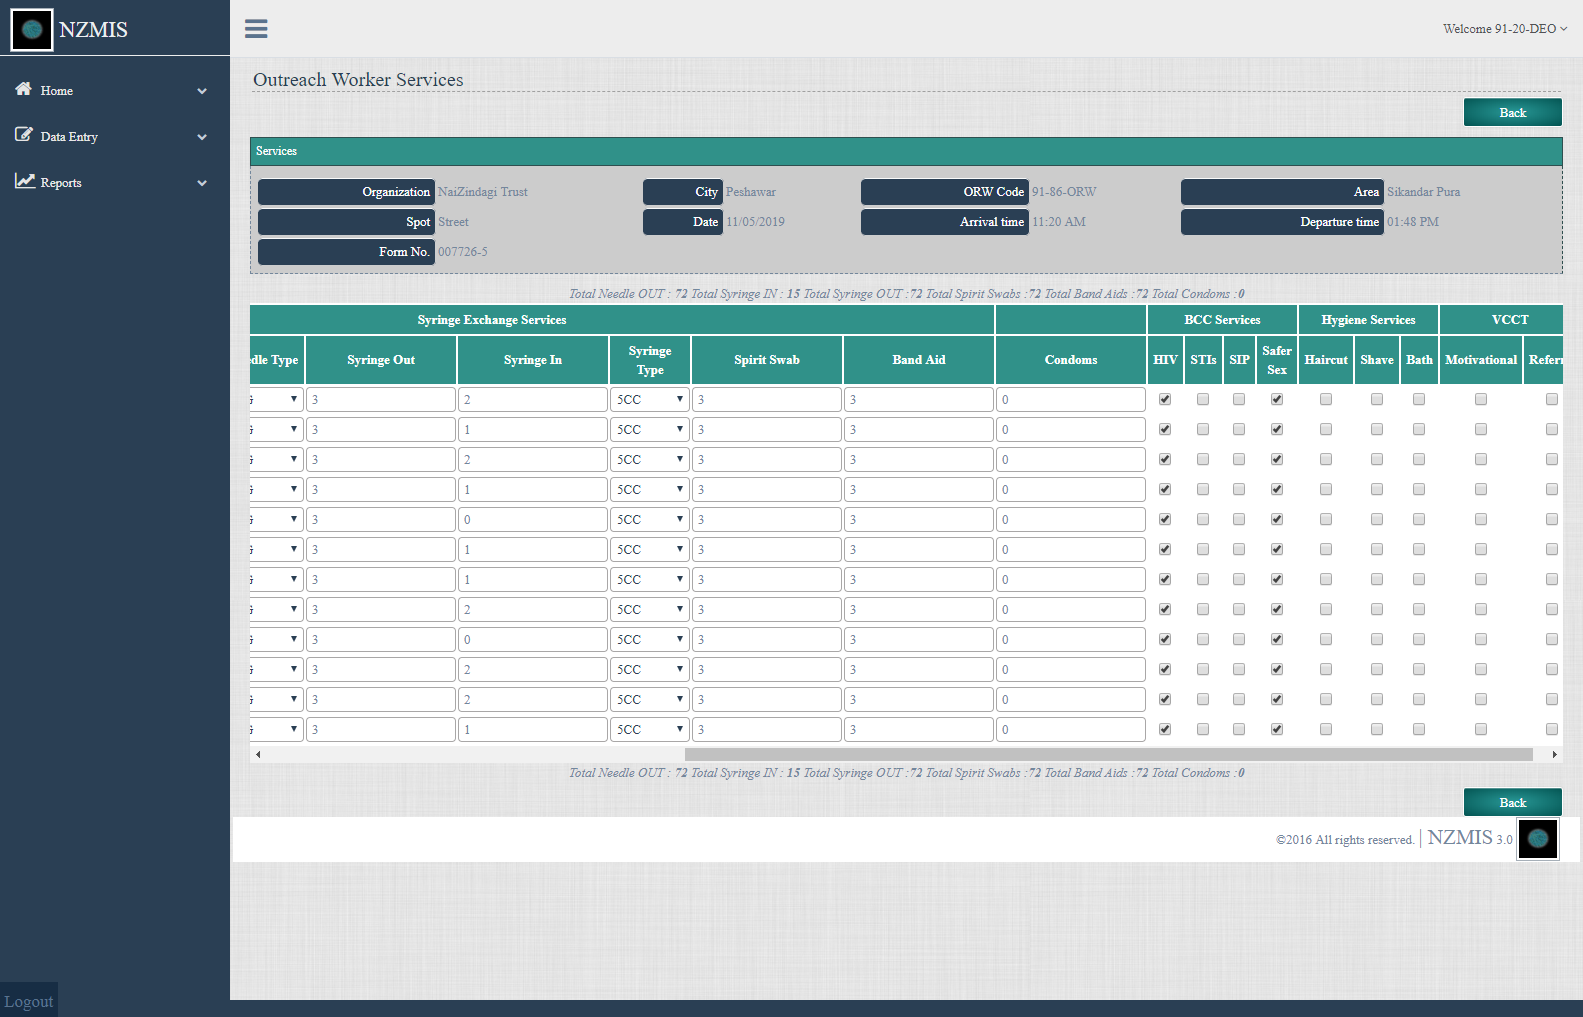 NZMIS
Welcome 91-20-DEO
Home
Data Entry
Reports
Logout
Outreach Worker Services
Back
Services
Organization NaiZindagi Trust City Peshawar ORW Code 91-86-ORW Area Sikandar Pura
Spot Street Date 11/05/2019 Arrival time 11:20 AM Departure time 01:48 PM
Form No. 007726-5
Total Needle OUT : 72 Total Syringe IN : 15 Total Syringe OUT :72 Total Spirit Swabs :72 Total Band Aids :72 Total Condoms :0
Syringe Exchange Services BCC Services Hygiene Services VCCT
dle Type Syringe Out Syringe In Syringe Type Spirit Swab Band Aid Condoms HIV STIs SIP Safer Sex Haircut Shave Bath Motivational Refer
3 2 5CC 3 3 0
3 1 5CC 3 3 0
3 2 5CC 3 3 0
3 1 5CC 3 3 0
3 0 5CC 3 3 0
3 1 5CC 3 3 0
3 1 5CC 3 3 0
3 2 5CC 3 3 0
3 0 5CC 3 3 0
3 2 5CC 3 3 0
3 2 5CC 3 3 0
3 1 5CC 3 3 0
Total Needle OUT : 72 Total Syringe IN : 15 Total Syringe OUT :72 Total Spirit Swabs :72 Total Band Aids :72 Total Condoms :0
Back
©2016 All rights reserved. | NZMIS 3.0